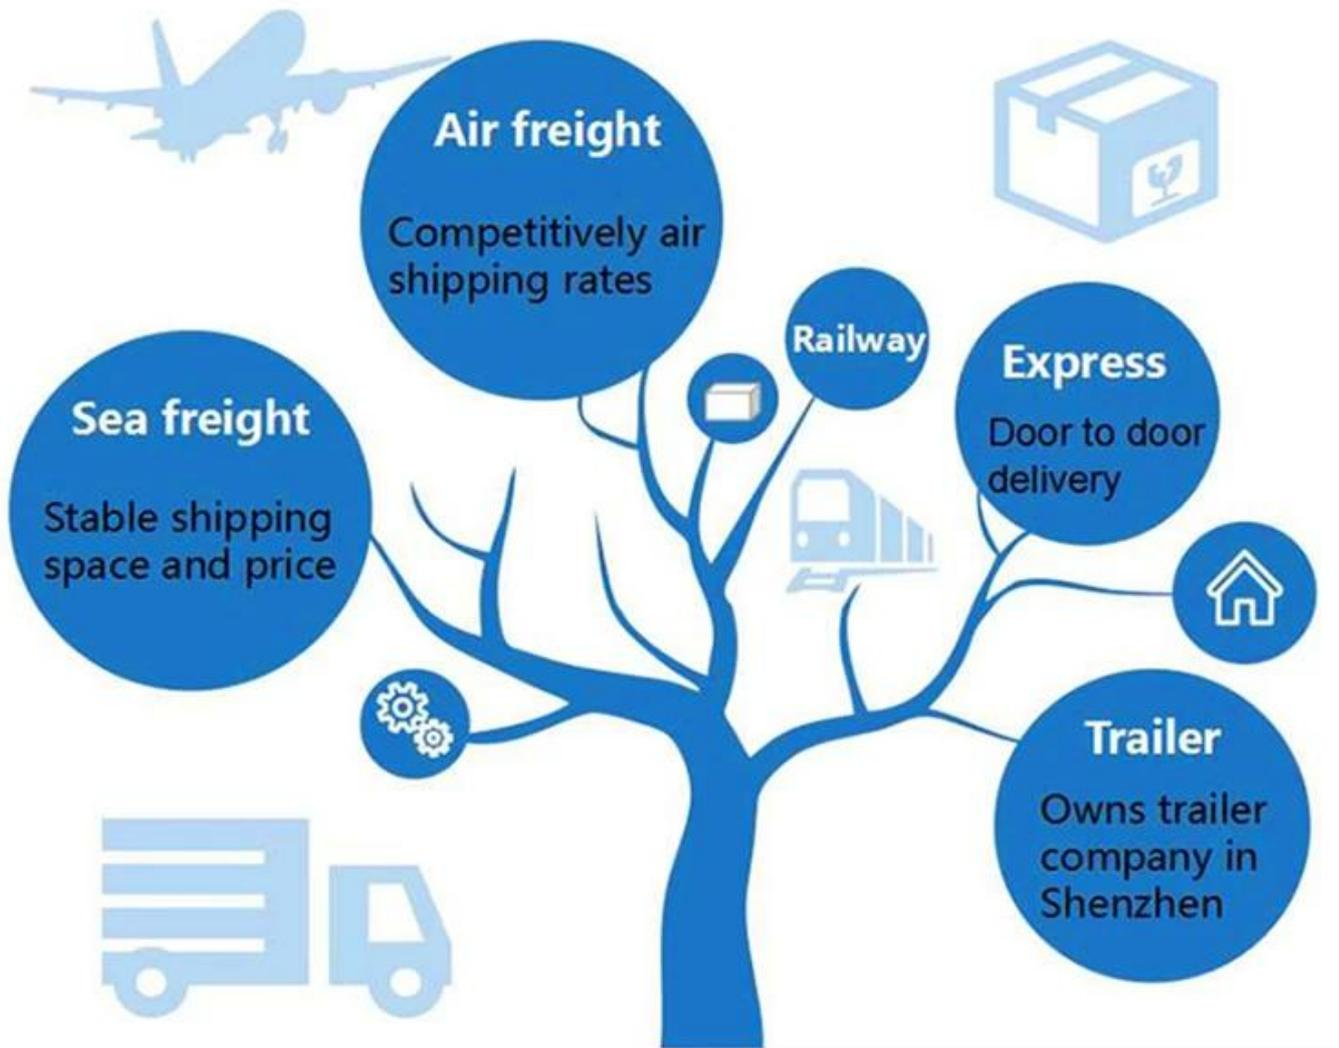 Air freight
Competitively air
shipping rates
Railway
Express
Door to door
delivery
Sea freight
Stable shipping
space and price
Trailer
Owns trailer
company in
Shenzhen